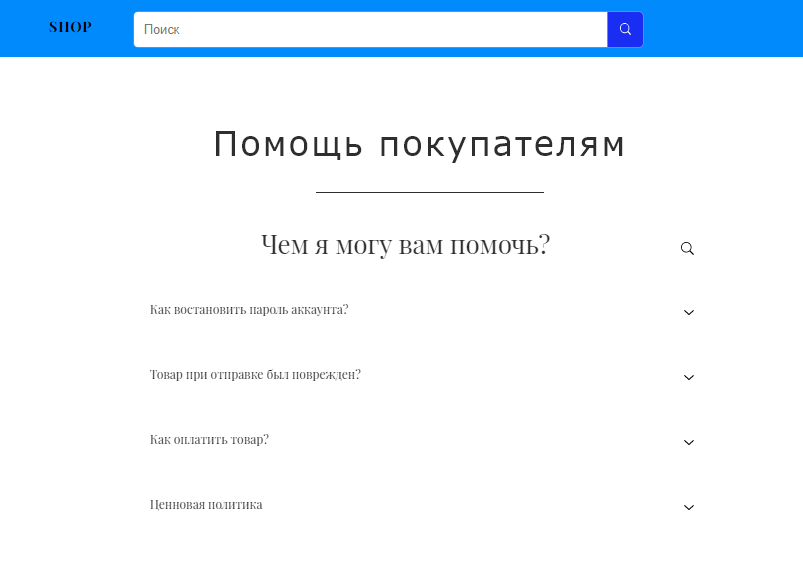 SHOP
Поиск
Помощь покупателям
Чем я могу вам помочь?
Как востановить пароль аккаунта?
Товар при отправке был поврежден?
Как оплатить товар?
Ценновая политика